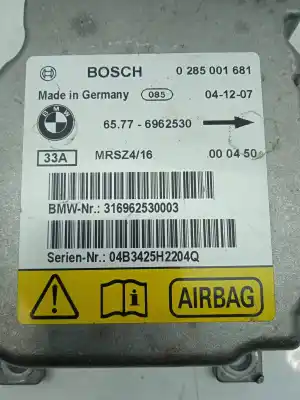 BOSCH 0 285 001 681
Made in Germany 085 04-12-07
BMW 65.77 - 6962530
33A MRSZ4/16 00 04 50
BMW-Nr.: 316962530003
Serien-Nr.: 04B3425H2204Q
AIRBAG